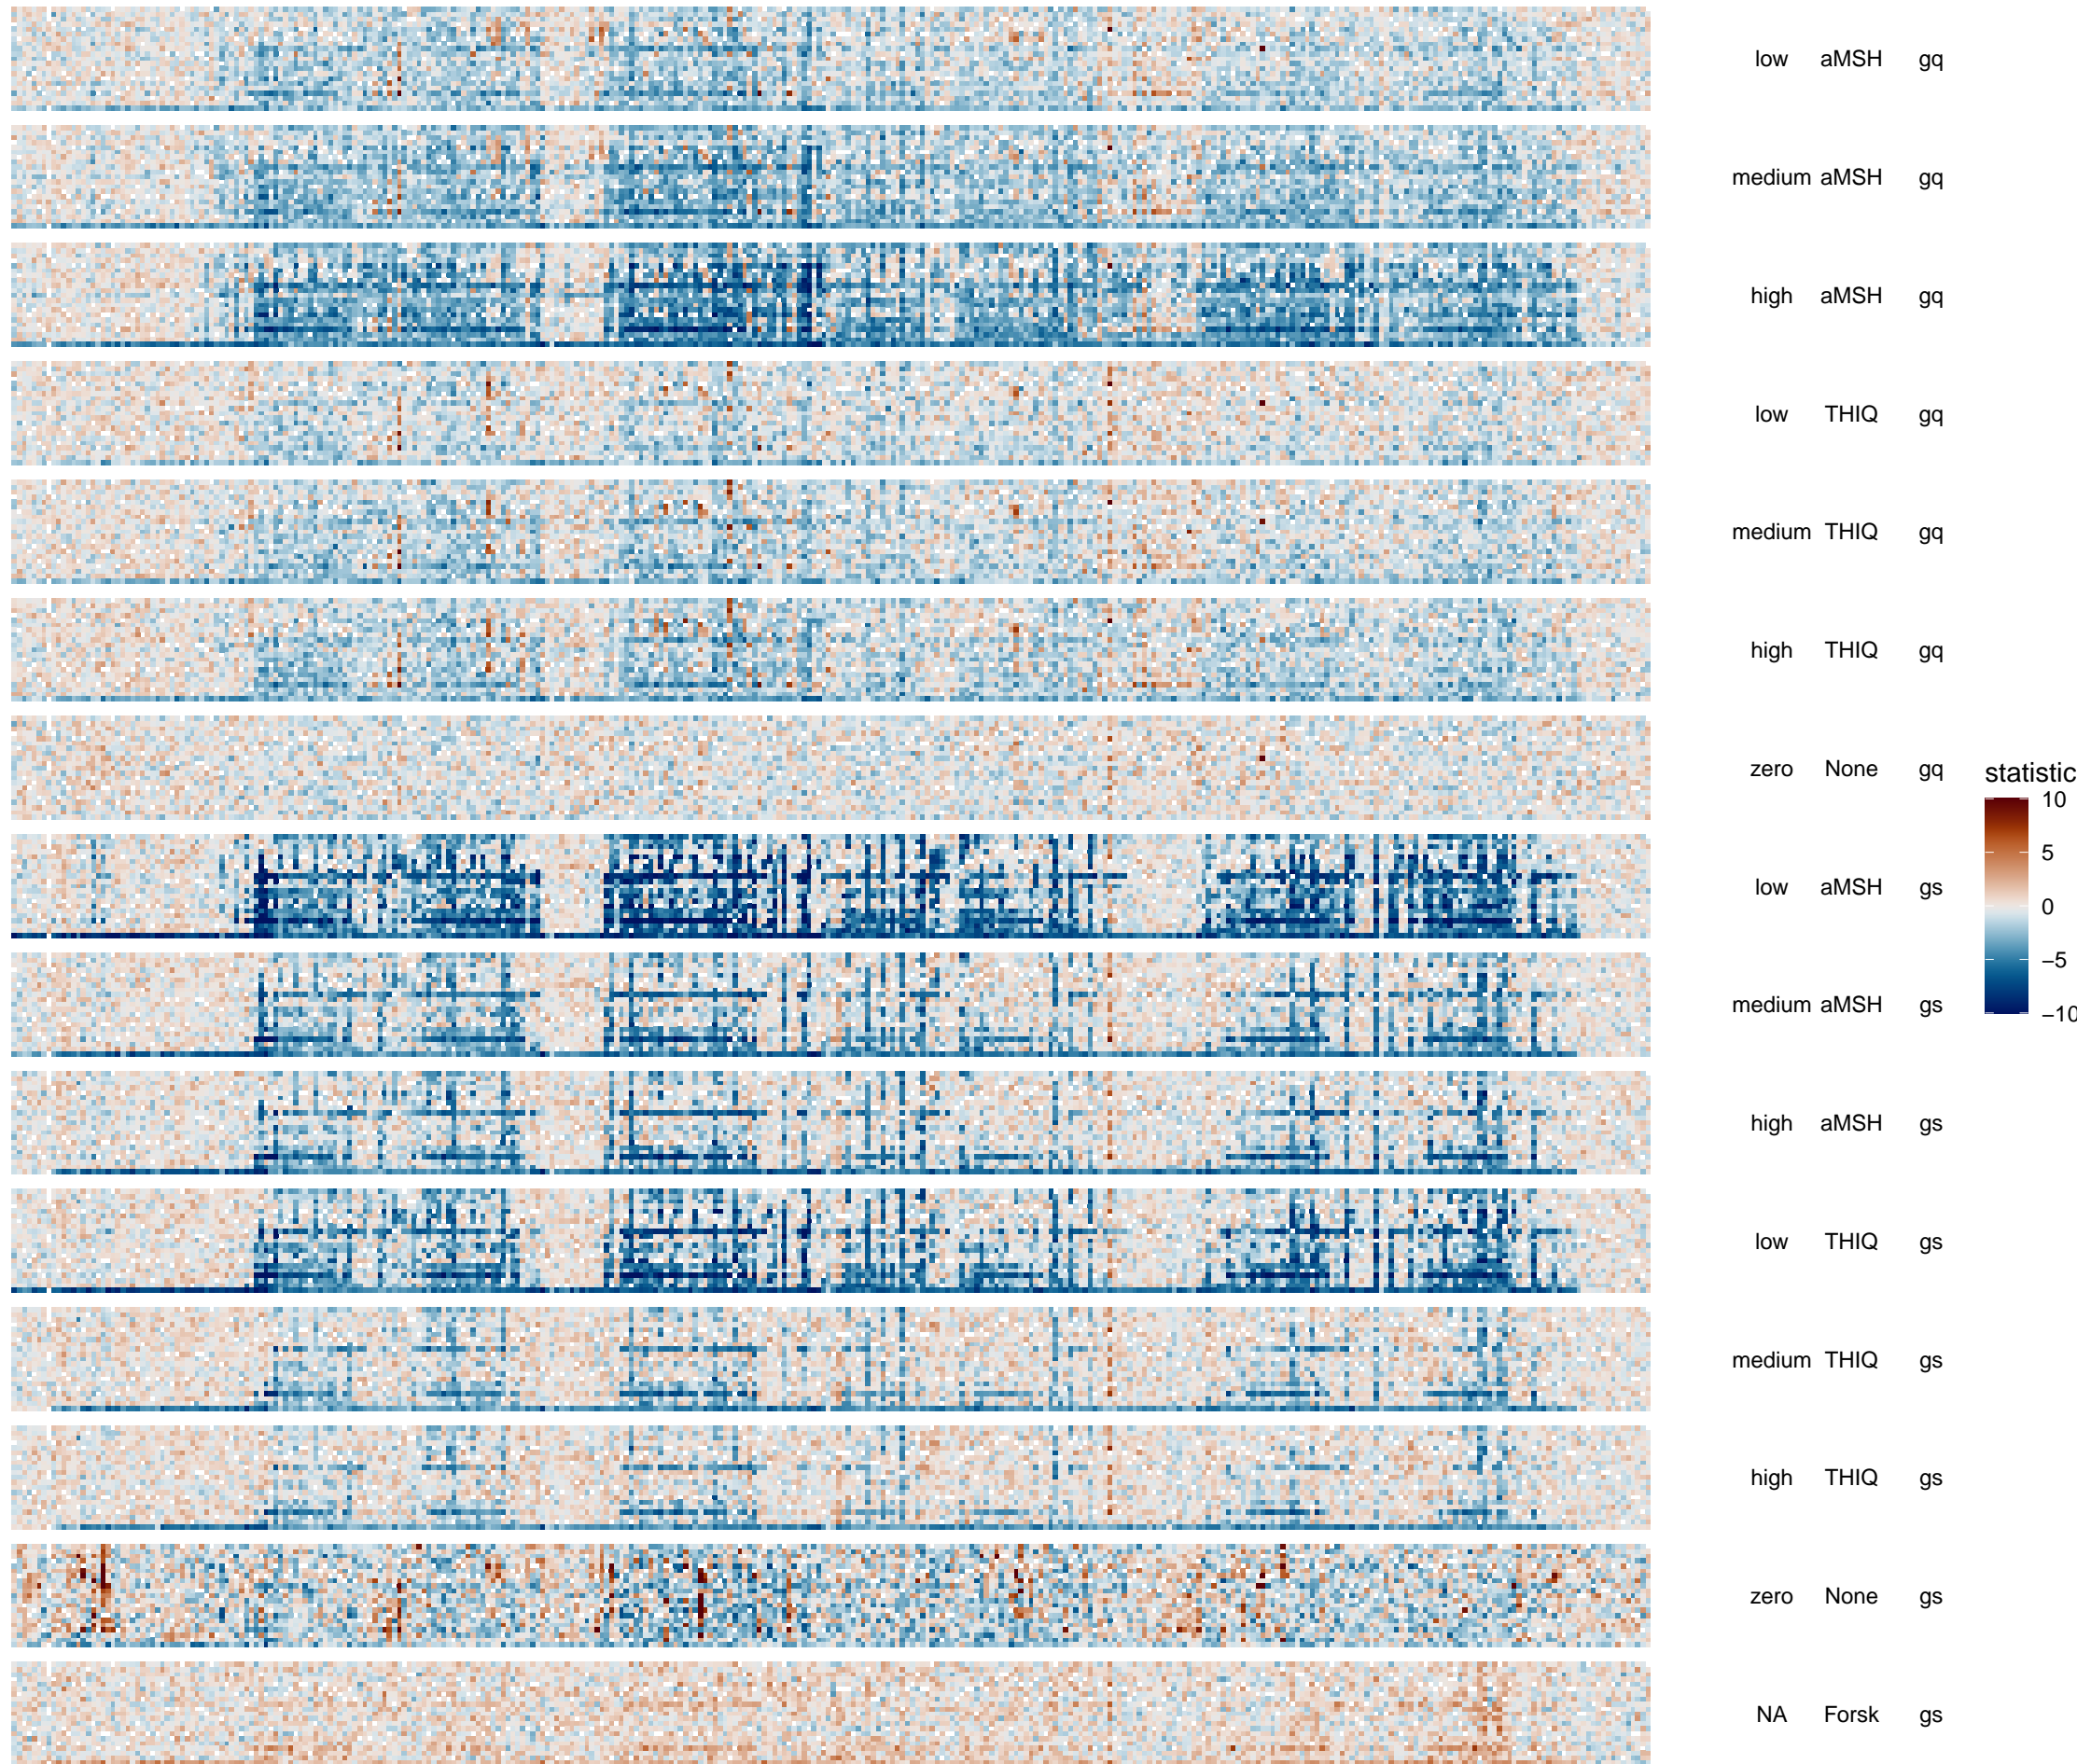 low aMSH gq
medium aMSH gq
high aMSH gq
low THIQ gq
medium THIQ gq
high THIQ gq
zero None gq
statistic
10
5
0
−5
−10
low aMSH gs
medium aMSH gs
high aMSH gs
low THIQ gs
medium THIQ gs
high THIQ gs
zero None gs
NA Forsk gs